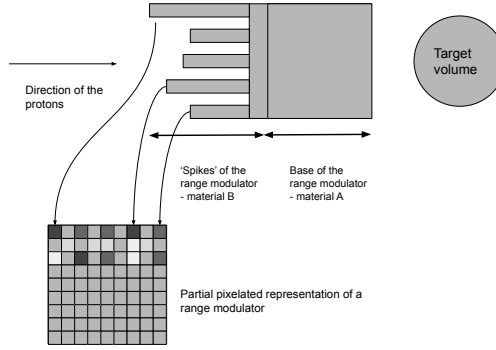 Target
volume
Direction of the
protons
'Spikes' of the
range modulator
- material B
Base of the
range modulator
- material A
Partial pixelated representation of a
range modulator